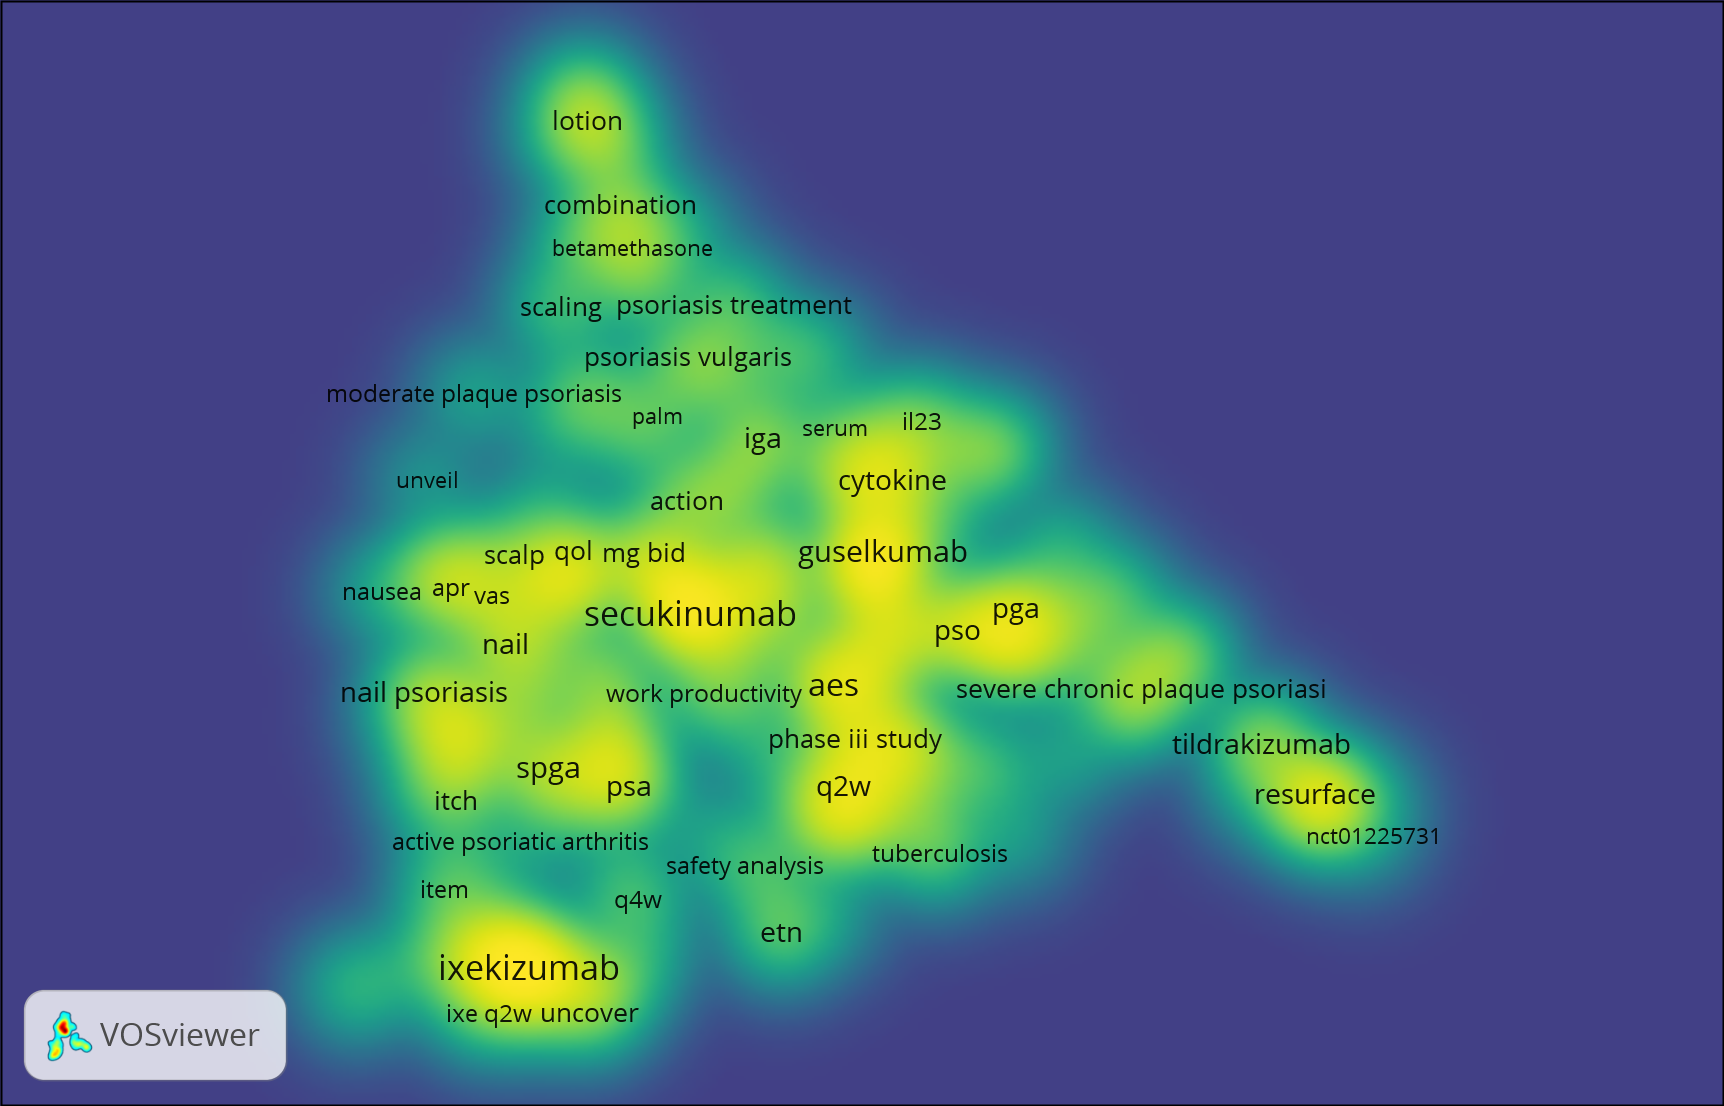 lotion
combination
betamethasone
scaling psoriasis treatment
psoriasis vulgaris
moderate plaque psoriasis
palm
iga serum il23
unveil cytokine
action
scalp qol mg bid guselkumab
nausea apr vas
secukinumab pso pga
nail
nail psoriasis work productivity aes severe chronic plaque psoriasi
phase iii study tildrakizumab
spga psa q2w resurface
itch
active psoriatic arthritis nct01225731
safety analysis tuberculosis
item q4w
etn
ixekizumab
ixe q2w uncover
VOSviewer